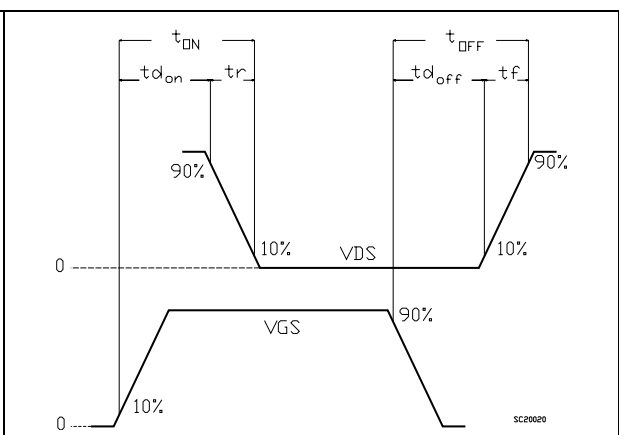 tON tOFF
tdon tr tdoff tf
90% 90%
10% VDS 10%
0
VGS 90%
10%
0 SC20020